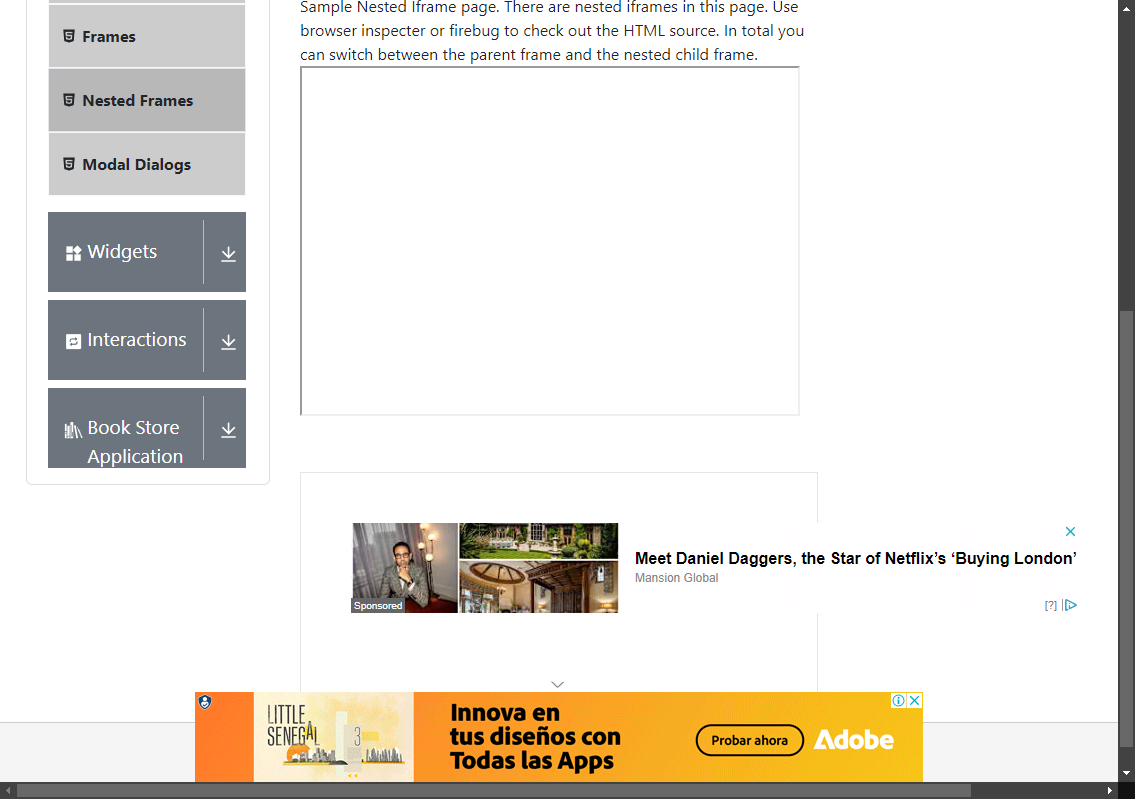 Sample Nested Iframe page. There are nested iframes in this page. Use
browser inspecter or firebug to check out the HTML source. In total you
can switch between the parent frame and the nested child frame.
Frames
Nested Frames
Modal Dialogs
Widgets
Interactions
Book Store
Application
Sponsored
Meet Daniel Daggers, the Star of Netflix’s ‘Buying London’
Mansion Global
[?]
LITTLE
SENEGAL
3
Innova en
tus diseños con
Todas las Apps
Probar ahora
Adobe